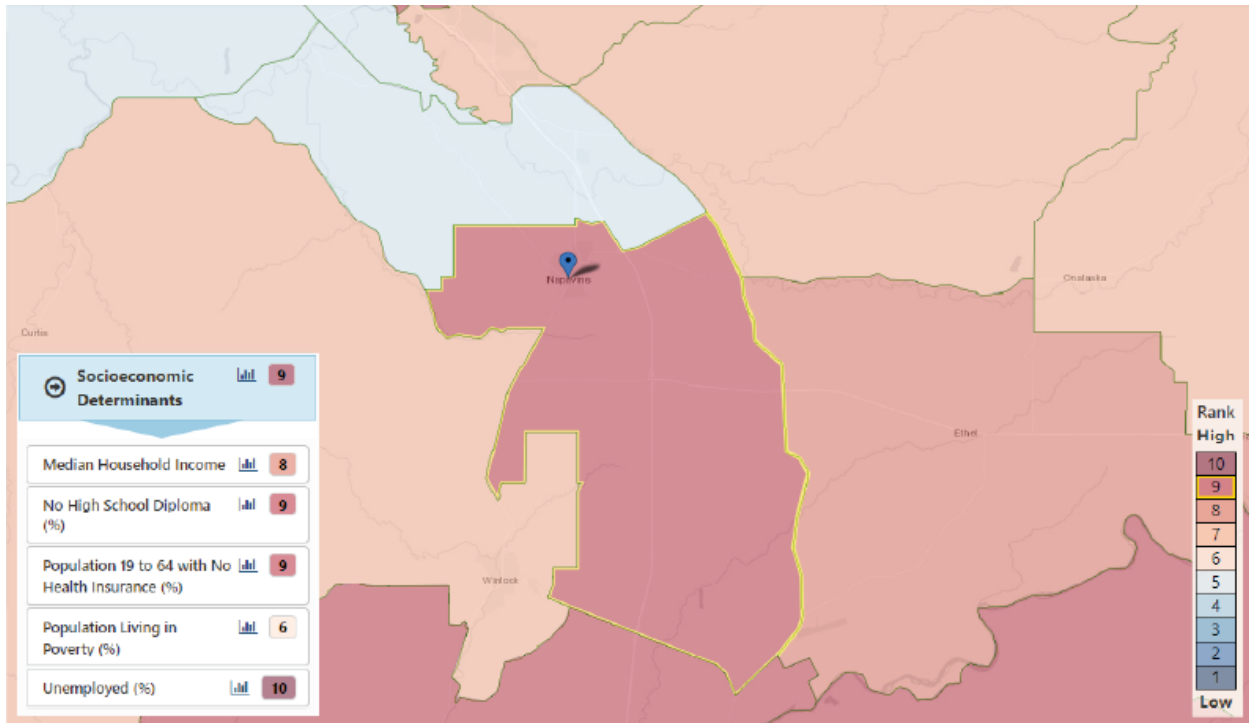 Napavine
Onalaska
Curtis
Ethel
Winlock
Socioeconomic
Determinants
9
Median Household Income
8
No High School Diploma
(%)
9
Population 19 to 64 with No
Health Insurance (%)
9
Population Living in
Poverty (%)
6
Unemployed (%)
10
Rank
High
10
9
8
7
6
5
4
3
2
1
Low